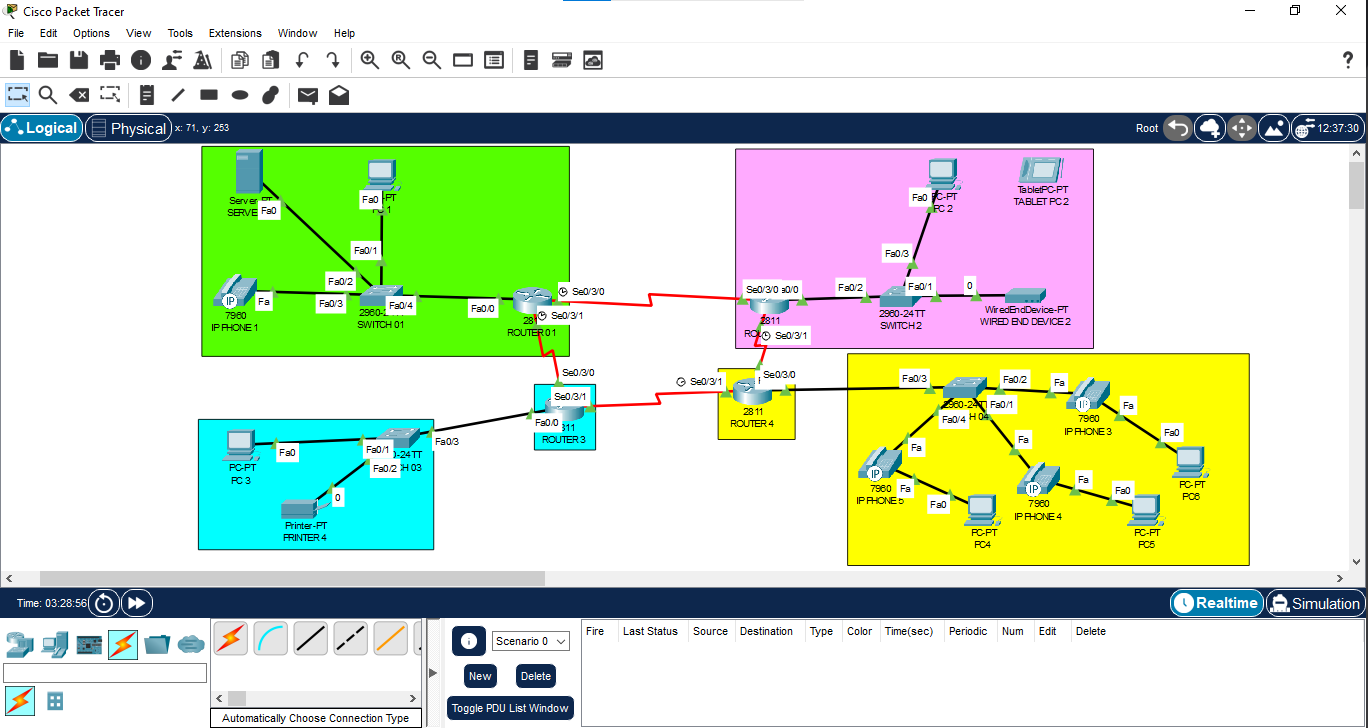 Cisco Packet Tracer
File Edit Options View Tools Extensions Window Help
?
Logical Physical x: 71, y: 253 Root 12:37:30
Fa0
SERVE
Fa0
-PT
Fa0/1
Fa0/2
IP
Fa
Fa0/3
Fa0/4
7960
IP PHONE 1
SWITCH 01
Fa0/0
Se0/3/0
Se0/3/1
ROUTER 01
PC-PT
PC 2
Fa0
TabletPC-PT
TABLET PC 2
Fa0/3
Se0/3/0
s0/0
Fa0/2
Fa0/1
0
2811
2960-24TT
SWITCH 2
WiredEndDevice-PT
WIRED END DEVICE 2
Se0/3/1
Se0/3/0
Se0/3/1
Fa0/0
ROUTER 3
Se0/3/1
Se0/3/0
2811
ROUTER 4
PC-PT
PC 3
Fa0
Fa0/1
Fa0/2
-24TT
Fa0/3
0
Printer-PT
PRINTER 4
Fa0/3
Fa0/2
Fa
Fa0/1
Fa0/4
IP
7960
IP PHONE 3
Fa
Fa0
PC-PT
PC6
Fa
IP
7960
IP PHONE 5
Fa
Fa0
PC-PT
PC4
Fa
IP
7960
IP PHONE 4
Fa
Fa0
PC-PT
PC5
Time: 03:28:56 Realtime Simulation
Scenario 0
New Delete
Toggle PDU List Window
Automatically Choose Connection Type
Fire Last Status Source Destination Type Color Time(sec) Periodic Num Edit Delete